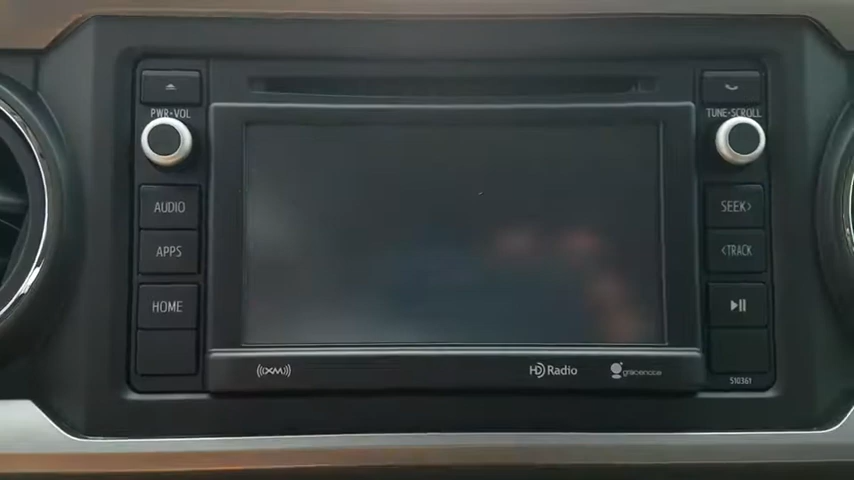 PWR•VOL
AUDIO
APPS
HOME
TUNE•SCROLL
SEEK>
<TRACK
510361
((XM))
HD Radio
gracenote